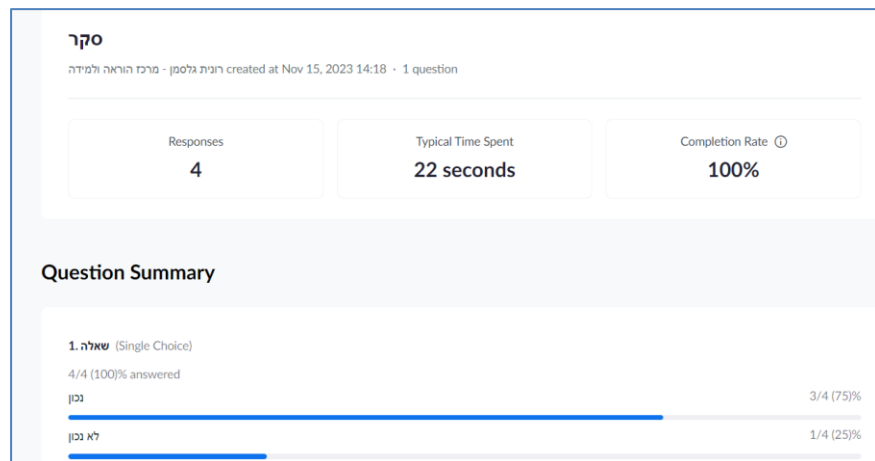 סקר
רונית גלסמן - מרכז הוראה ולמידה created at Nov 15, 2023 14:18 · 1 question
Responses
4
Typical Time Spent
22 seconds
Completion Rate
100%
Question Summary
1. שאלה (Single Choice)
4/4 (100)% answered
נכון 3/4 (75)%
לא נכון 1/4 (25)%